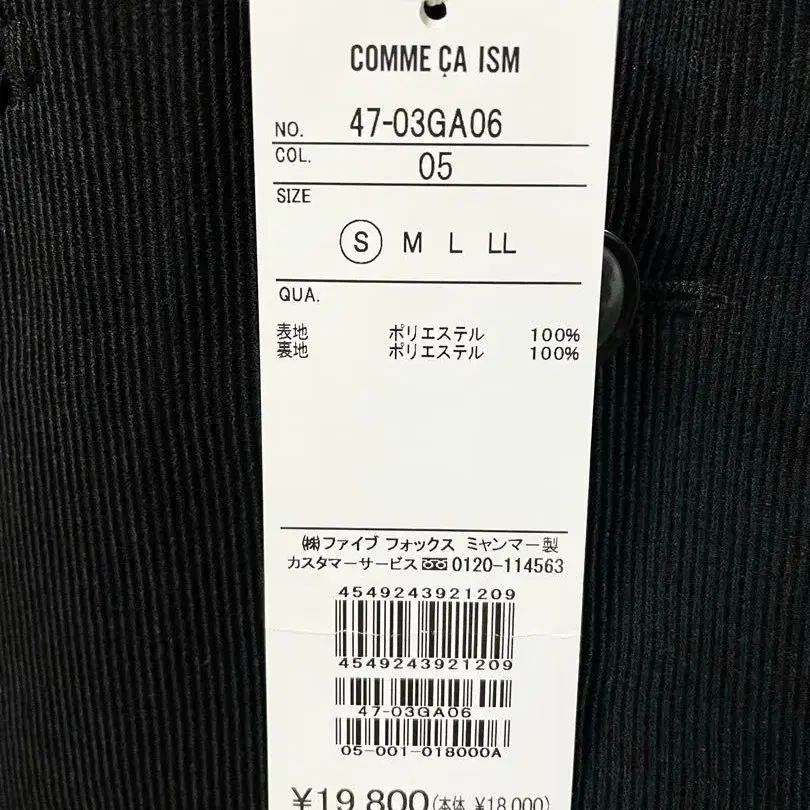 COMME ÇA ISM
NO. 47-03GA06
COL. 05
SIZE
S M L LL
QUA.
表地 ポリエステル 100%
裏地 ポリエステル 100%
㈱ファイブ フォックス ミャンマー製
カスタマーサービス 0120-114563
4549243921209
4549243921209
47-03GA06
05-001-018000A
¥19,800(本体 ¥18,000)